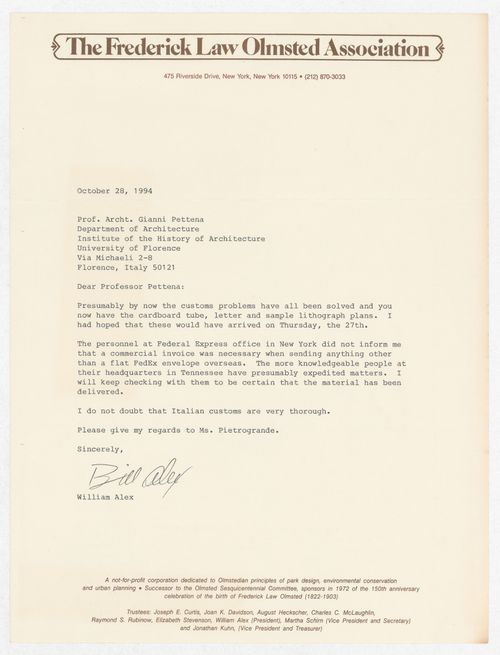 The Frederick Law Olmsted Association
475 Riverside Drive, New York, New York 10115 • (212) 870-3033
October 28, 1994
Prof. Archt. Gianni Pettena
Department of Architecture
Institute of the History of Architecture
University of Florence
Via Michaeli 2-8
Florence, Italy 50121
Dear Professor Pettena:
Presumably by now the customs problems have all been solved and you
now have the cardboard tube, letter and sample lithograph plans. I
had hoped that these would have arrived on Thursday, the 27th.
The personnel at Federal Express office in New York did not inform me
that a commercial invoice was necessary when sending anything other
than a flat FedEx envelope overseas. The more knowledgeable people at
their headquarters in Tennessee have presumably expedited matters. I
will keep checking with them to be certain that the material has been
delivered.
I do not doubt that Italian customs are very thorough.
Please give my regards to Ms. Pietrogrande.
Sincerely,
Bill Alex
William Alex
A not-for-profit corporation dedicated to Olmstedian principles of park design, environmental conservation
and urban planning • Successor to the Olmsted Sesquicentennial Committee, sponsors in 1972 of the 150th anniversary
celebration of the birth of Frederick Law Olmsted (1822-1903)
Trustees: Joseph E. Curtis, Joan K. Davidson, August Heckscher, Charles C. McLaughlin,
Raymond S. Rubinow, Elizabeth Stevenson, William Alex (President), Martha Schirn (Vice President and Secretary)
and Jonathan Kuhn, (Vice President and Treasurer)